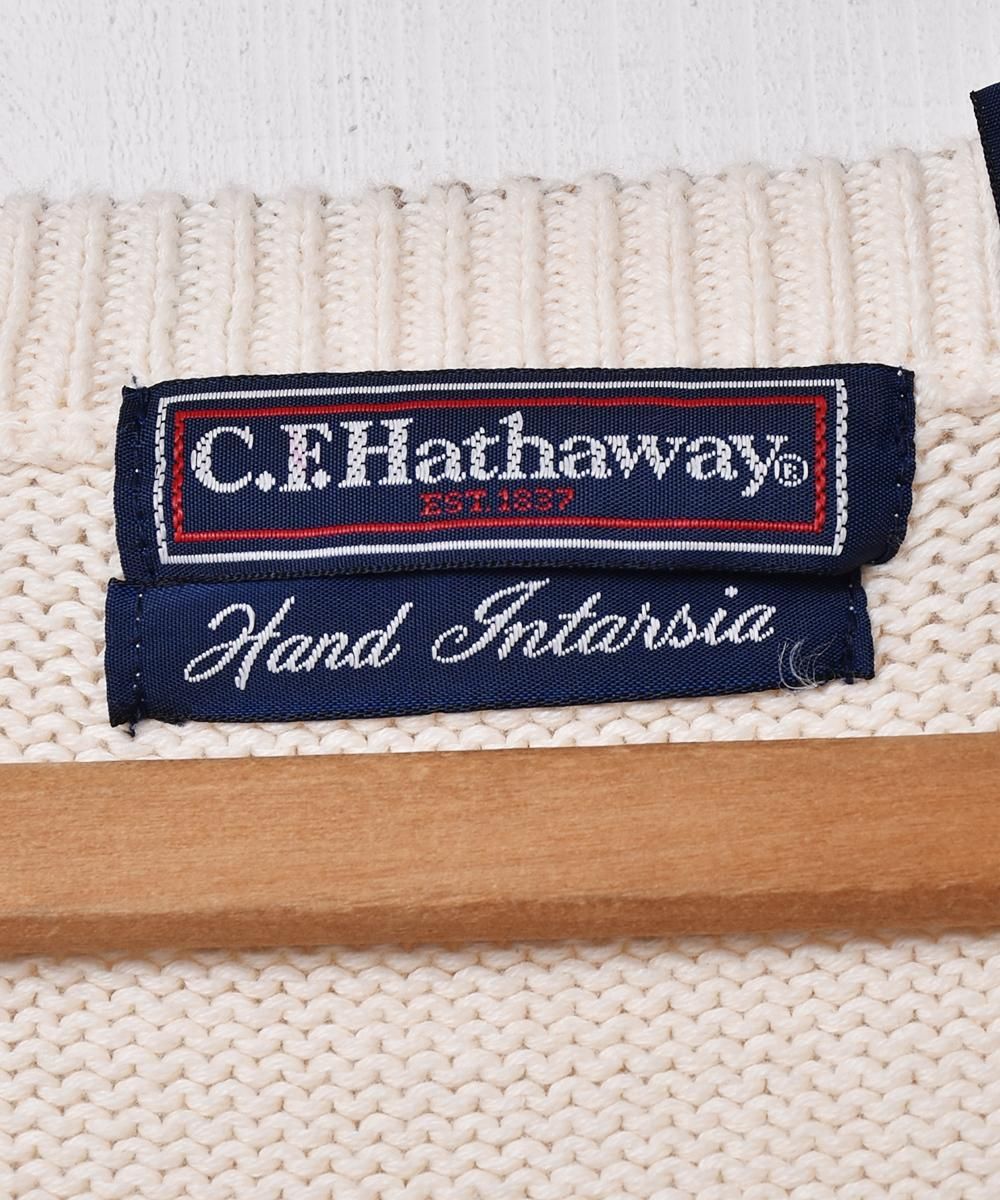 C.F.Hathaway®
EST.1837
Hand Intarsia